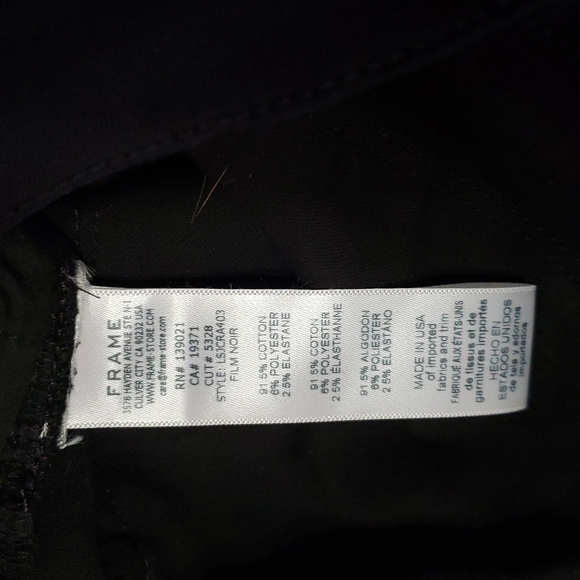 FRAME
3578 HAYDEN AVENUE STE N-1
CULVER CITY CA 90232 USA
WWW.FRAME-STORE.COM
care@frame-store.com
RN# 139021
CA# 19371
CUT# 5328
STYLE: LSJCRA403
FILM NOIR
91.5% COTTON
6% POLYESTER
2.5% ELASTANE
91.5% COTON
6% POLYESTER
2.5% ELASTHANNE
91.5% ALGODON
6% POLIESTER
2.5% ELASTANO
MADE IN USA
of imported
fabrics and trim
FABRIQUÉ AUX ÉTATS-UNIS
de tissus et de
garnitures importés
HECHO EN
ESTADOS UNIDOS
de tela y adornos
importados